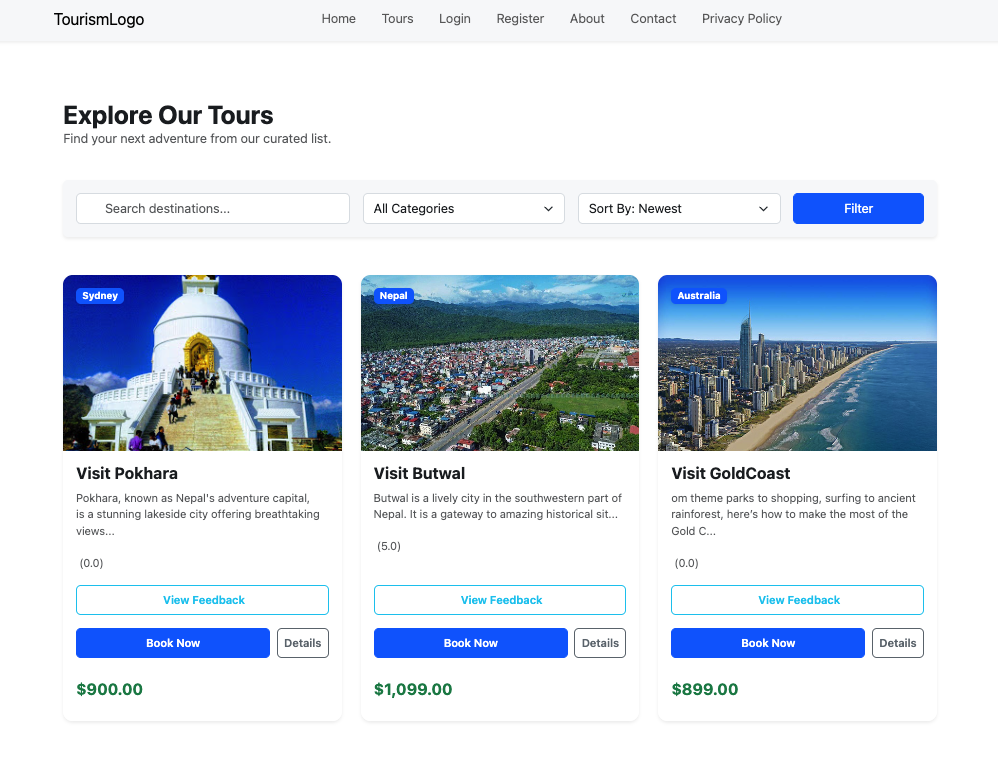 TourismLogo
Home Tours Login Register About Contact Privacy Policy
Explore Our Tours
Find your next adventure from our curated list.
Search destinations...
All Categories
Sort By: Newest
Filter
Sydney
Visit Pokhara
Pokhara, known as Nepal's adventure capital,
is a stunning lakeside city offering breathtaking
views...
(0.0)
View Feedback
Book Now
Details
$900.00
Nepal
Visit Butwal
Butwal is a lively city in the southwestern part of
Nepal. It is a gateway to amazing historical sit...
(5.0)
View Feedback
Book Now
Details
$1,099.00
Australia
Visit GoldCoast
om theme parks to shopping, surfing to ancient
rainforest, here's how to make the most of the
Gold C...
(0.0)
View Feedback
Book Now
Details
$899.00